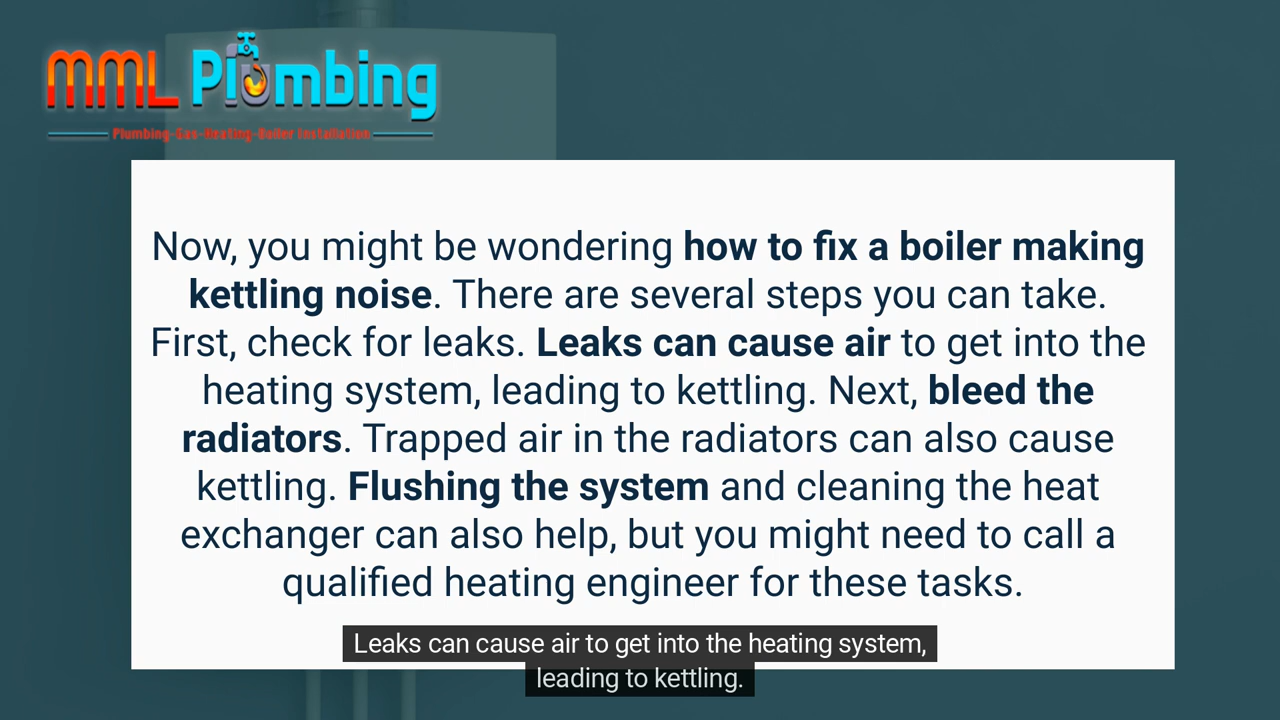 MML Plumbing
Plumbing-Gas-Heating-Boiler Installation
Now, you might be wondering how to fix a boiler making
kettling noise. There are several steps you can take.
First, check for leaks. Leaks can cause air to get into the
heating system, leading to kettling. Next, bleed the
radiators. Trapped air in the radiators can also cause
kettling. Flushing the system and cleaning the heat
exchanger can also help, but you might need to call a
qualified heating engineer for these tasks.
Leaks can cause air to get into the heating system,
leading to kettling.